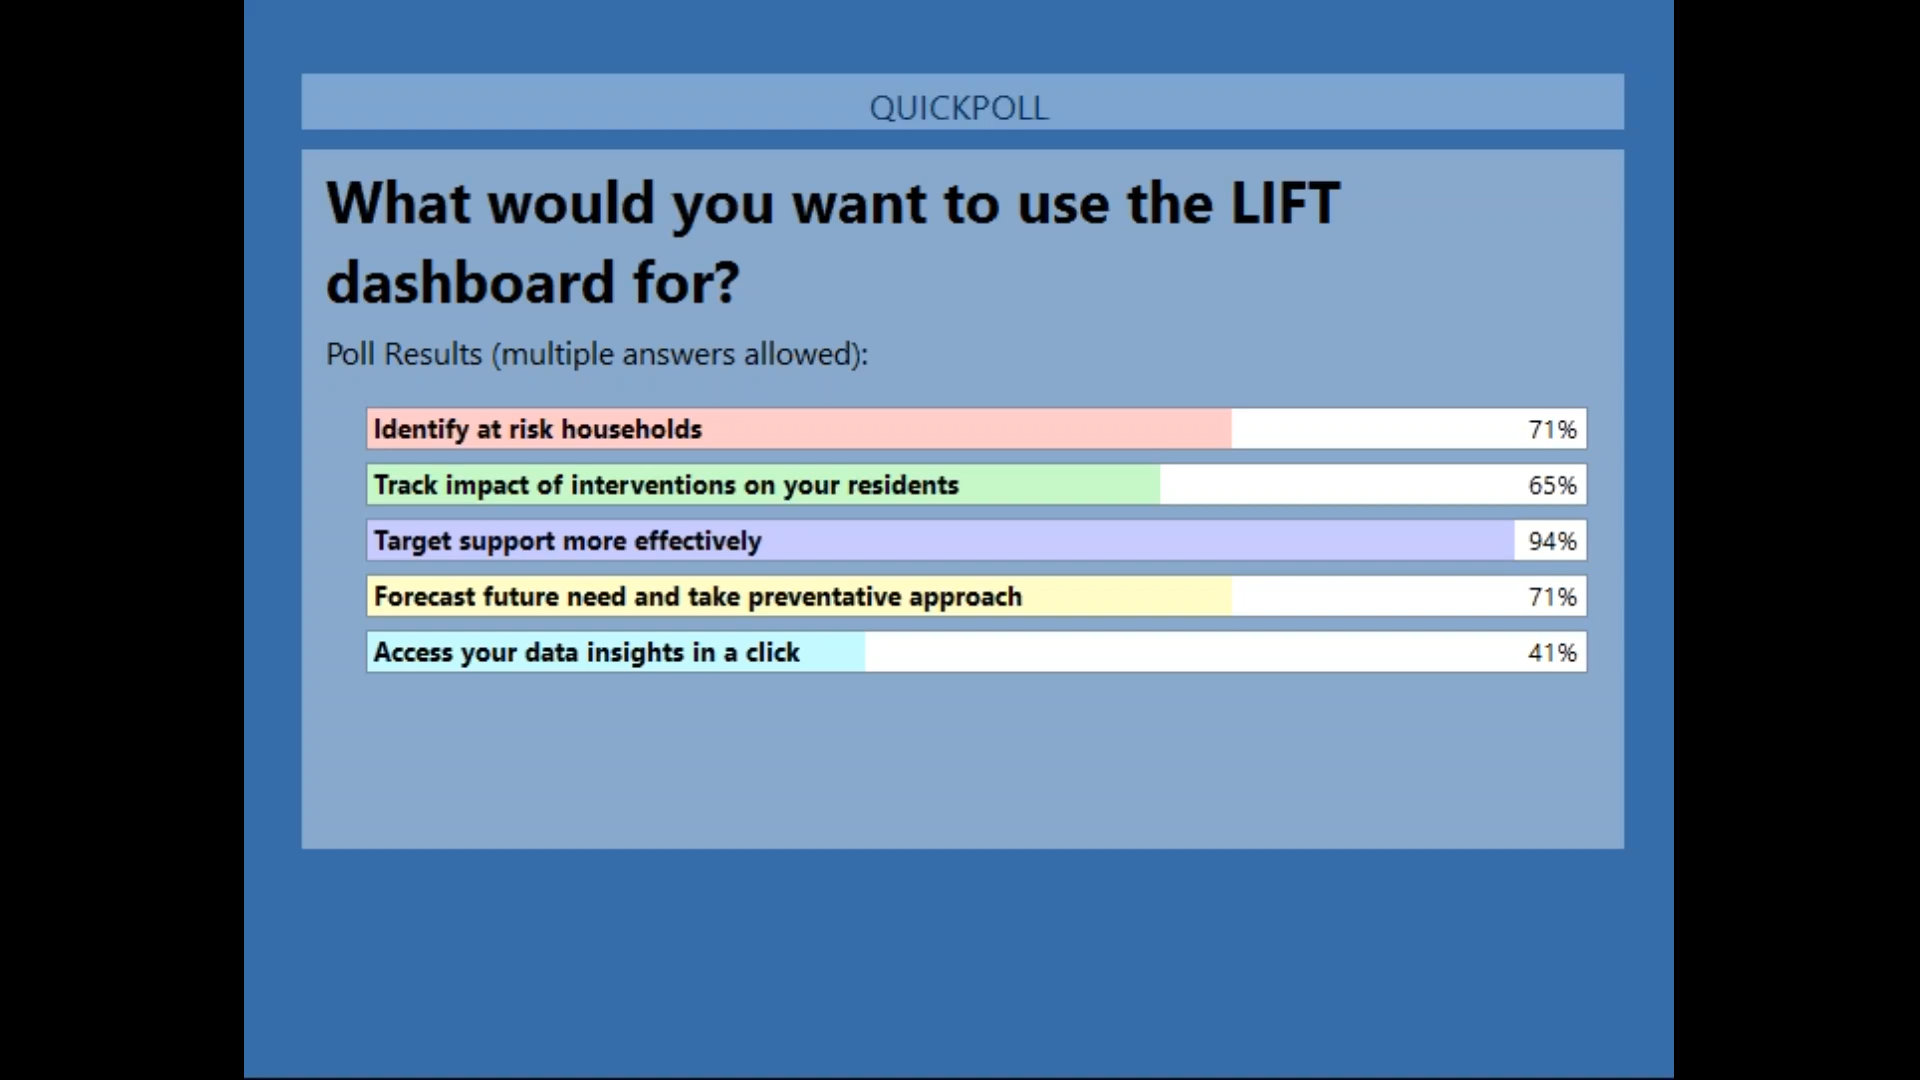 QUICKPOLL
What would you want to use the LIFT
dashboard for?
Poll Results (multiple answers allowed):
Identify at risk households 71%
Track impact of interventions on your residents 65%
Target support more effectively 94%
Forecast future need and take preventative approach 71%
Access your data insights in a click 41%